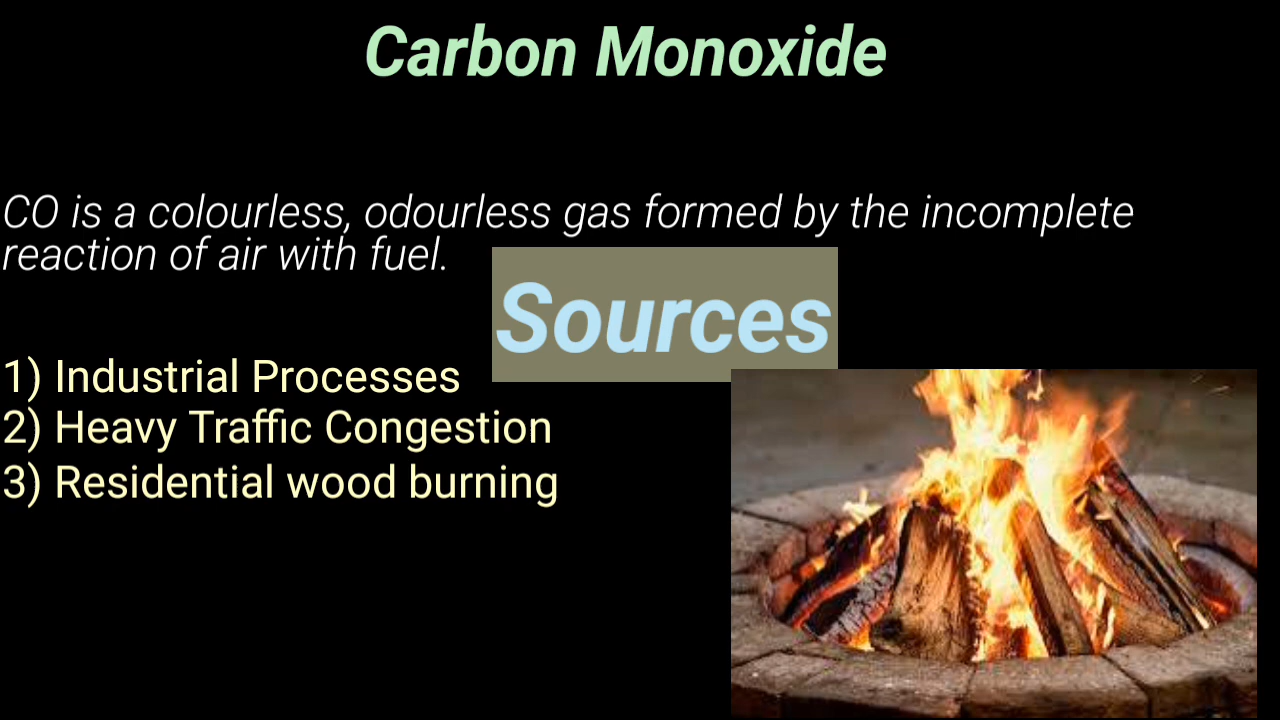 Carbon Monoxide
CO is a colourless, odourless gas formed by the incomplete
reaction of air with fuel.
Sources
1) Industrial Processes
2) Heavy Traffic Congestion
3) Residential wood burning